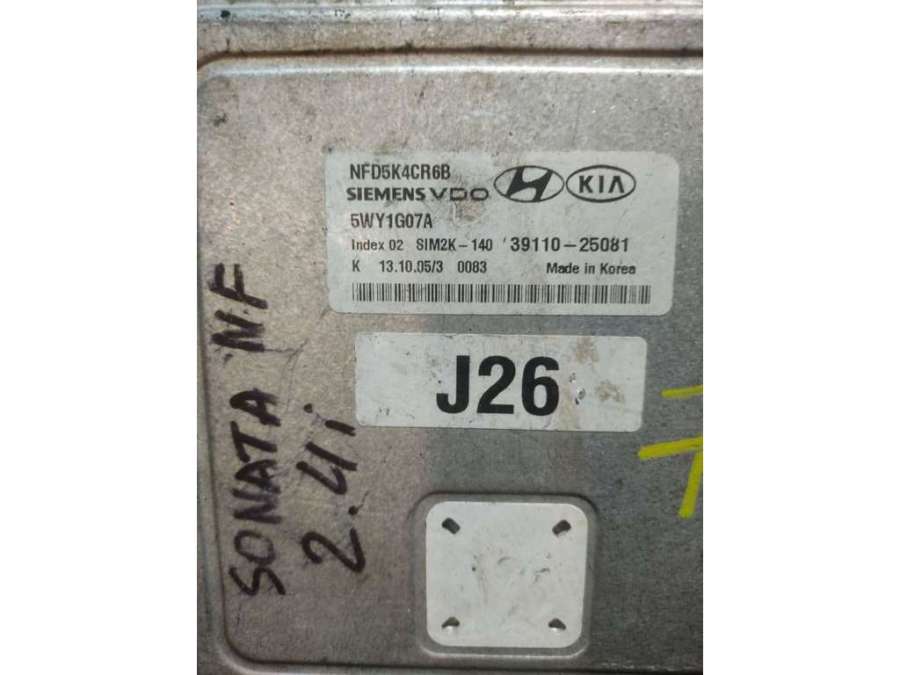 NFD5K4CR6B
SIEMENS VDO KIA
5WY1G07A
Index 02 SIM2K-140 39110-25081
K 13.10.05/3 0083 Made in Korea
J26
SONATA NF
2.4i